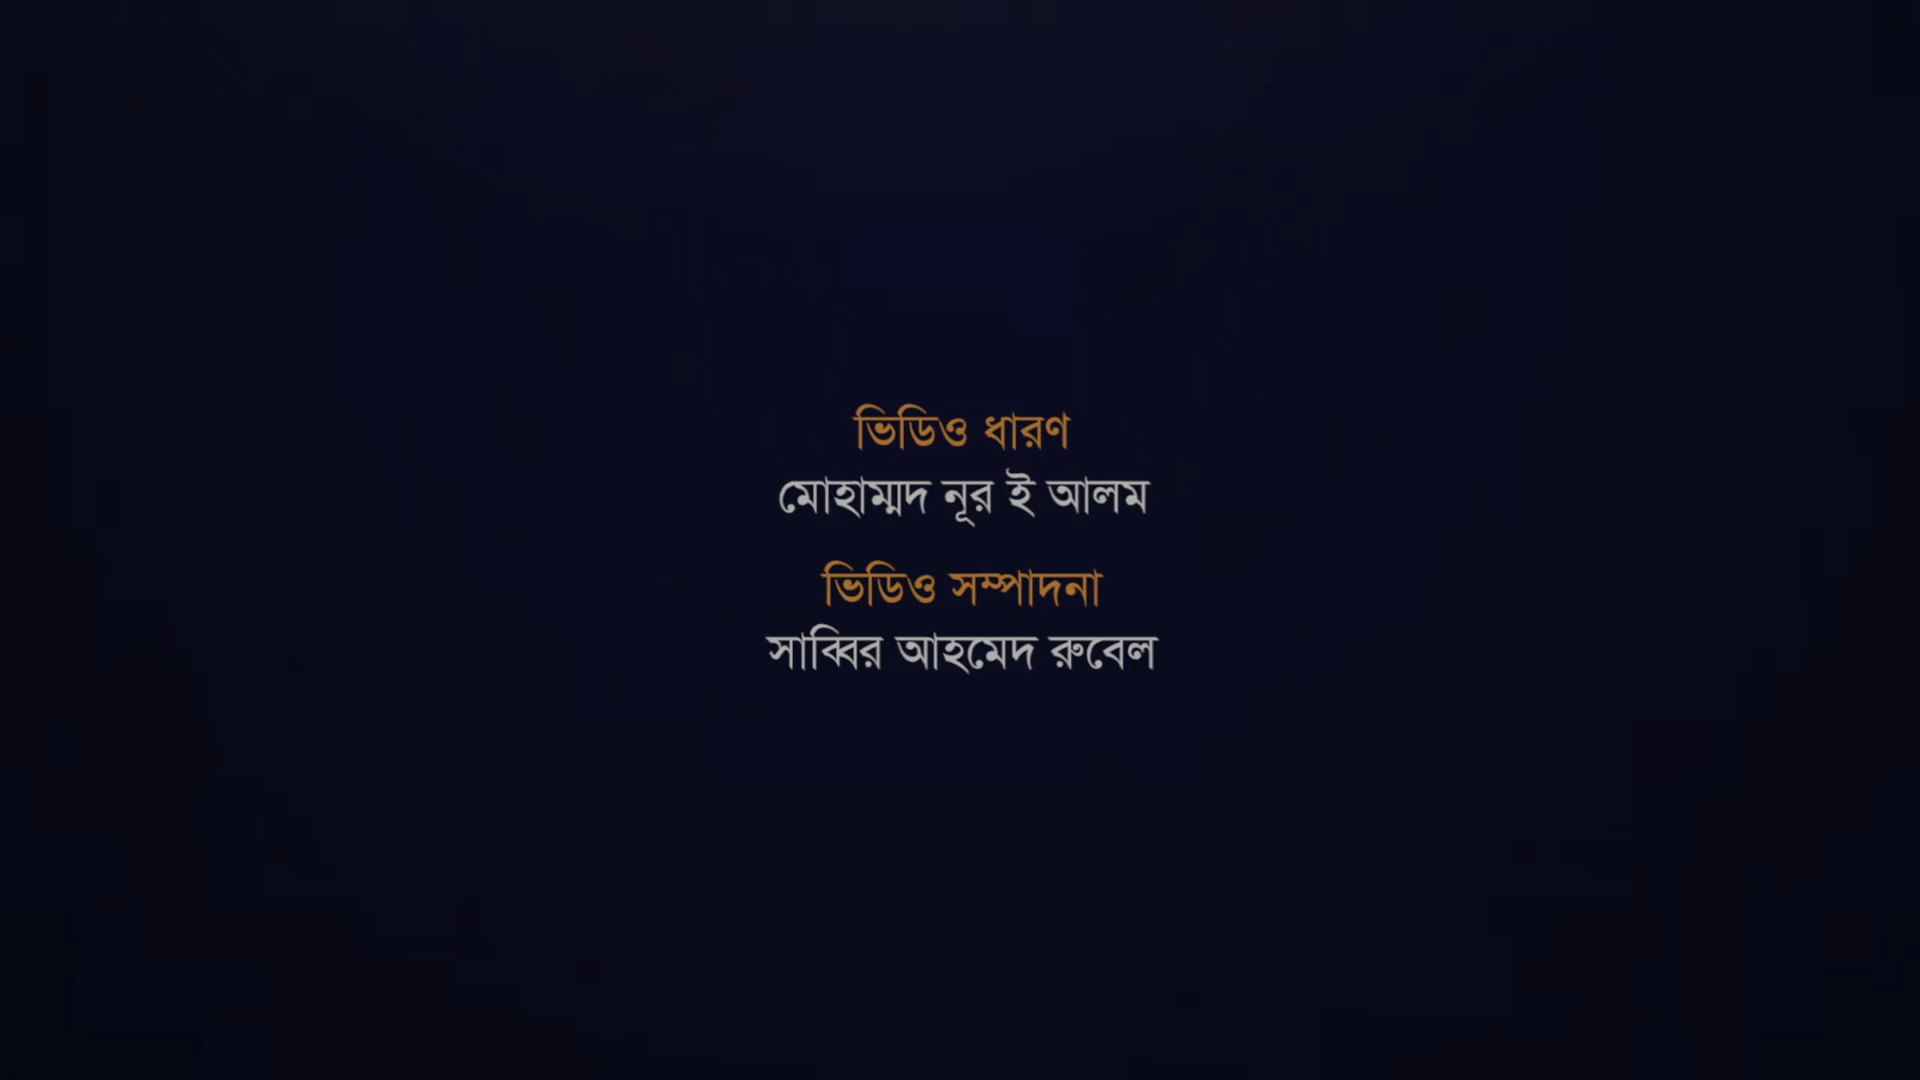 ভিডিও ধারণ
মোহাম্মদ নূর ই আলম
ভিডিও সম্পাদনা
সাব্বির আহমেদ রুবেল